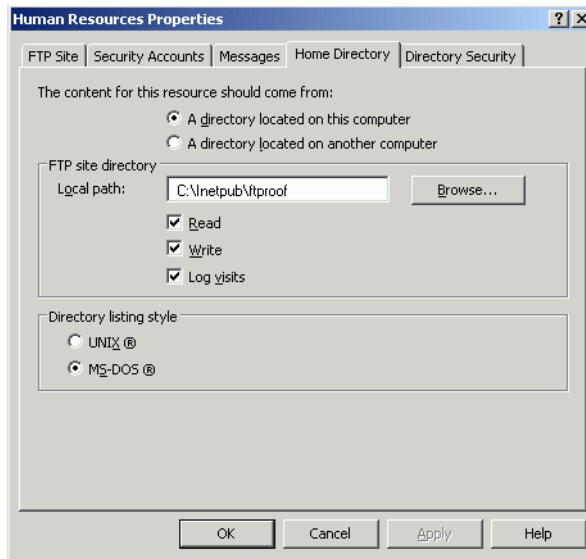 Human Resources Properties
FTP Site Security Accounts Messages Home Directory Directory Security
The content for this resource should come from:
A directory located on this computer
A directory located on another computer
FTP site directory
Local path: C:\Inetpub\ftproof Browse...
Read
Write
Log visits
Directory listing style
UNIX ®
MS-DOS ®
OK Cancel Apply Help